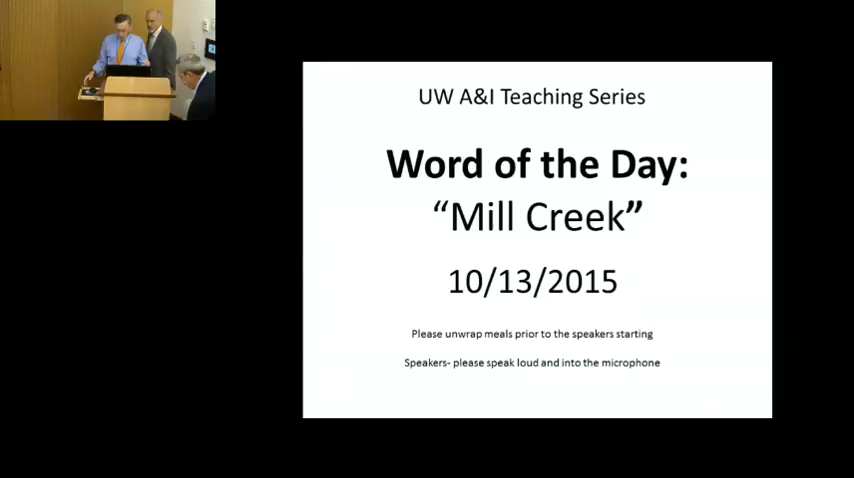 UW A&I Teaching Series
Word of the Day:
“Mill Creek”
10/13/2015
Please unwrap meals prior to the speakers starting
Speakers- please speak loud and into the microphone